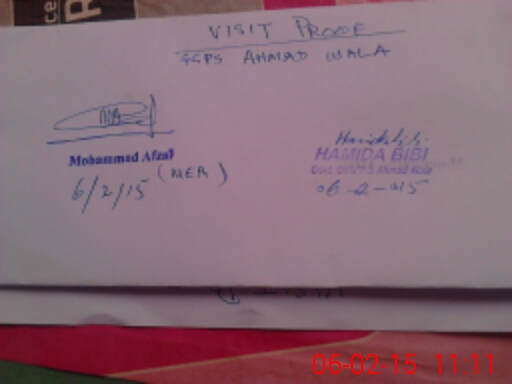 VISIT PROOF
GGPS AHMAD WALA
Mohammad Afzal
(MER)
6/2/15
HAMIDA BIBI
06-2-015
06-02-15 11:11